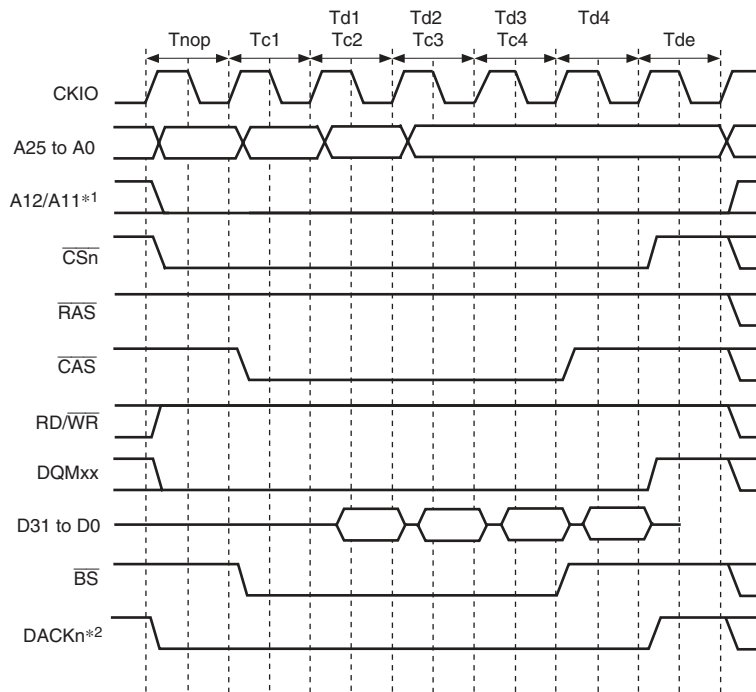 Td1 Td2 Td3 Td4
Tnop Tc1 Tc2 Tc3 Tc4 Tde
CKIO
A25 to A0
A12/A11*1
CSn
RAS
CAS
RD/WR
DQMxx
D31 to D0
BS
DACKn*2